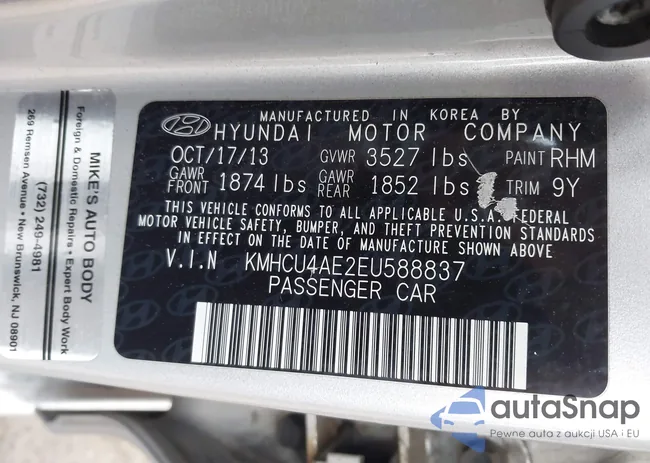 MANUFACTURED IN KOREA BY
HYUNDAI MOTOR COMPANY
OCT/17/13 GVWR 3527 lbs PAINT RHM
GAWR FRONT 1874 lbs GAWR REAR 1852 lbs TRIM 9Y
THIS VEHICLE CONFORMS TO ALL APPLICABLE U.S.A. FEDERAL
MOTOR VEHICLE SAFETY, BUMPER, AND THEFT PREVENTION STANDARDS
IN EFFECT ON THE DATE OF MANUFACTURE SHOWN ABOVE
V.I.N KMHCU4AE2EU588837
PASSENGER CAR
MIKE'S AUTO BODY
Foreign & Domestic Repairs • Expert Body Work
(732) 249-4981
269 Remsen Avenue • New Brunswick, NJ 08901
autaSnap
Pewne auta z aukcji USA i EU